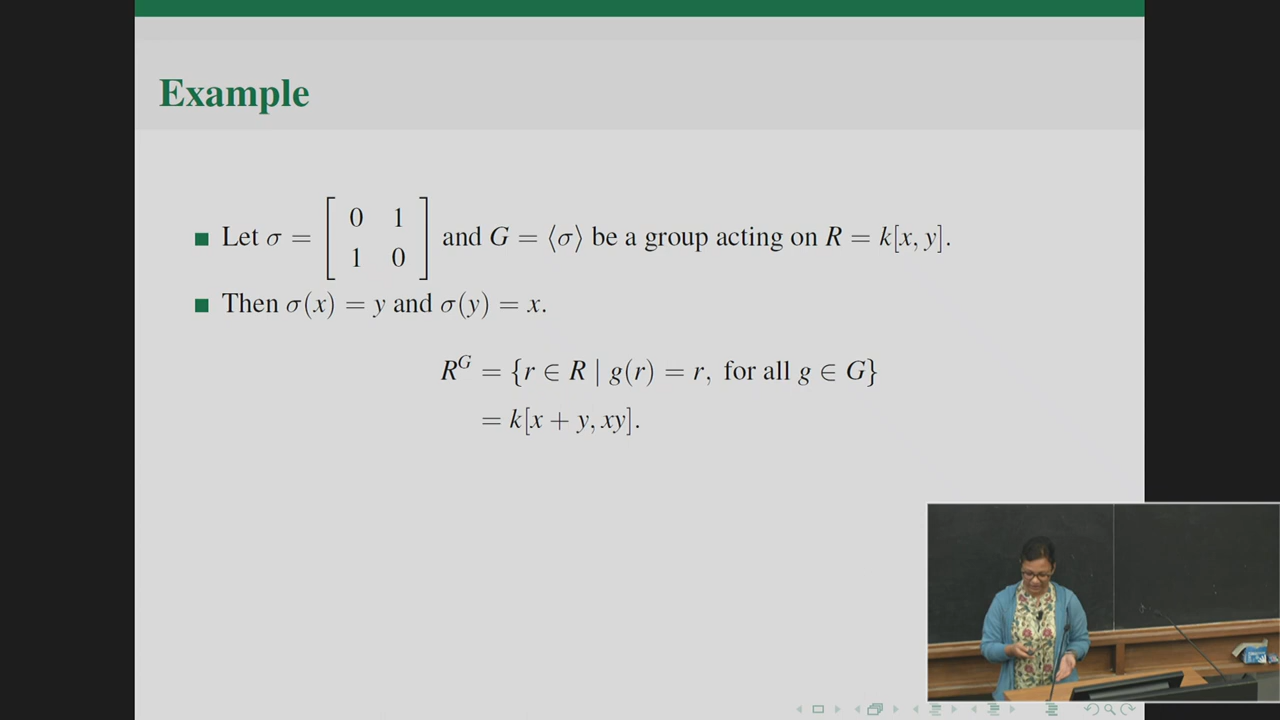 Example
Let σ = [ 0 1 ; 1 0 ] and G = ⟨σ⟩ be a group acting on R = k[x, y].
Then σ(x) = y and σ(y) = x.
R^G = {r ∈ R | g(r) = r, for all g ∈ G}
= k[x + y, xy].